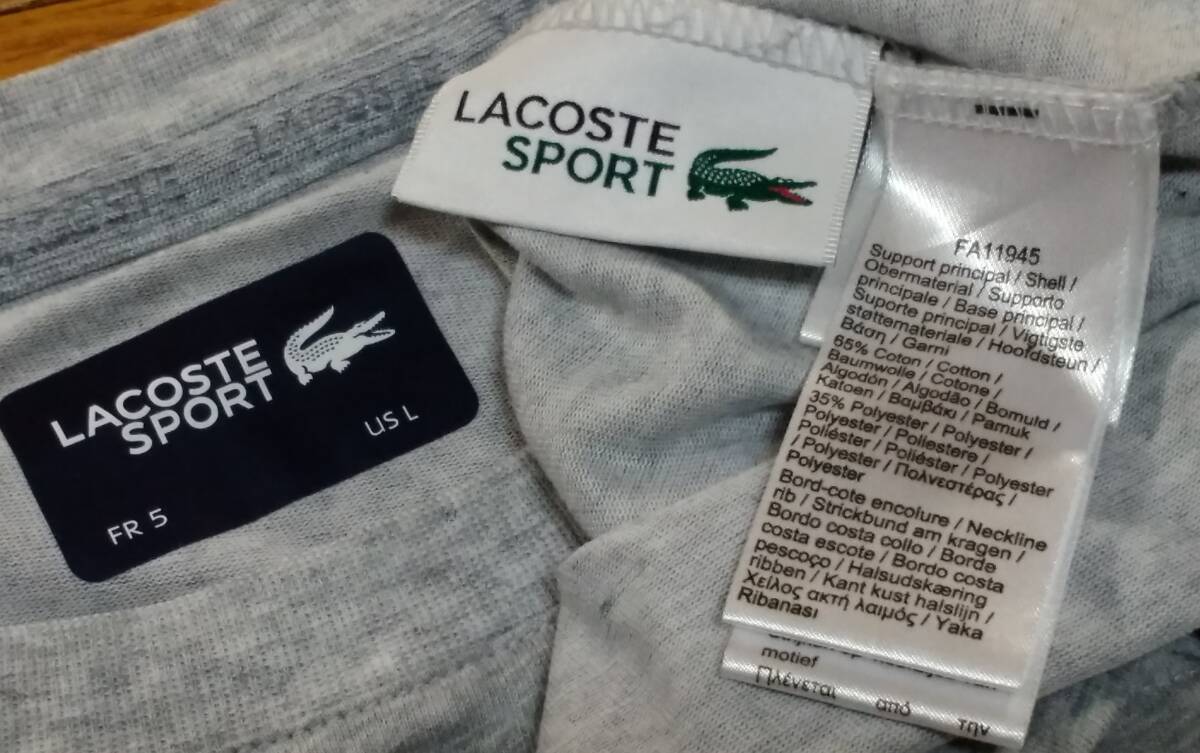 LACOSTE
SPORT
LACOSTE
SPORT
US L
FR 5
FA11945
Support principal / Shell /
Obermaterial / Supporto
principale / Base principal /
Suporte principal / Vigtigste
støttemateriale / Hoofdsteun /
Βάση / Garni
65% Coton / Cotton /
Baumwolle / Cotone /
Algodón / Algodão / Bomuld /
Katoen / Βαμβάκι / Pamuk
35% Polyester / Polyester /
Polyester / Poliestere /
Poliéster / Poliéster / Polyester
/ Polyester / Πολυεστέρας /
Polyester
Bord-cote encolure / Neckline
rib / Strickbund am kragen /
Bordo costa collo / Borde
costa escote / Bordo costa
pescoço / Halsudskæring
ribben / Kant kust halslijn /
Χείλος ακτή λαιμός / Yaka
Ribanasi
motief
Πλένεται από την